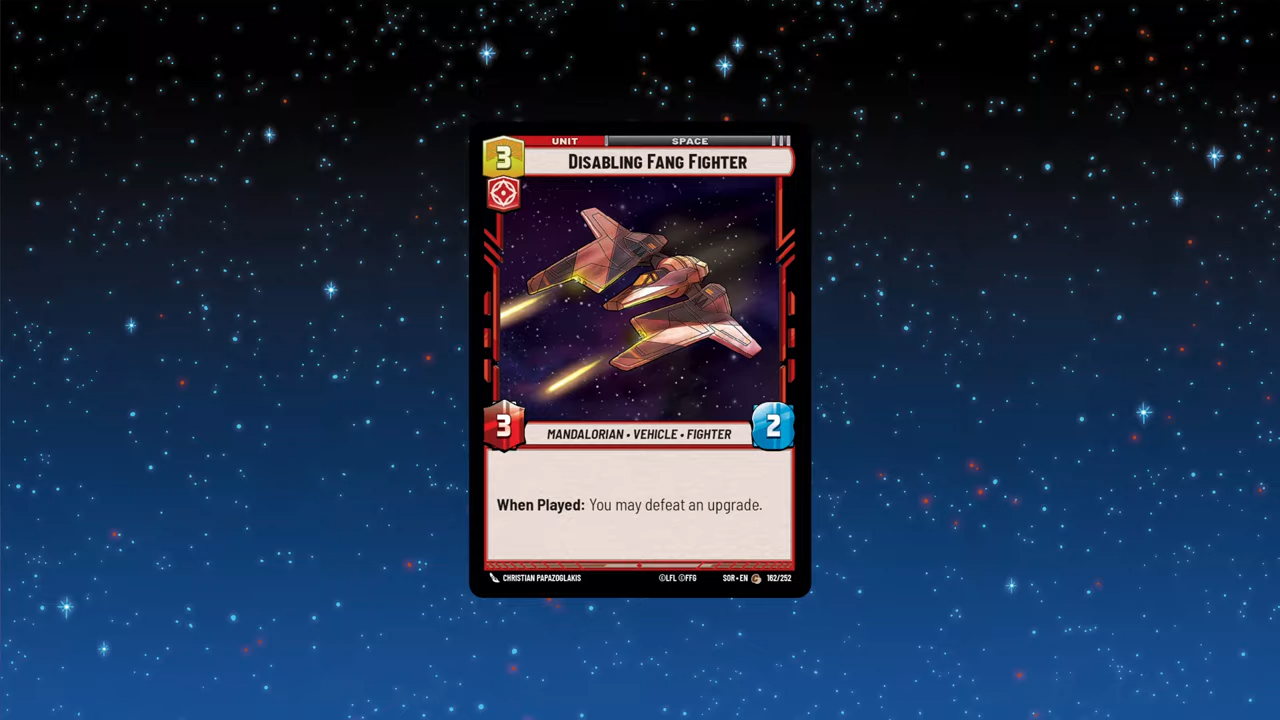 UNIT SPACE
3 DISABLING FANG FIGHTER
3 MANDALORIAN • VEHICLE • FIGHTER 2
When Played: You may defeat an upgrade.
CHRISTIAN PAPAZOGLAKIS ©LFL ©FFG SOR • EN 162/252